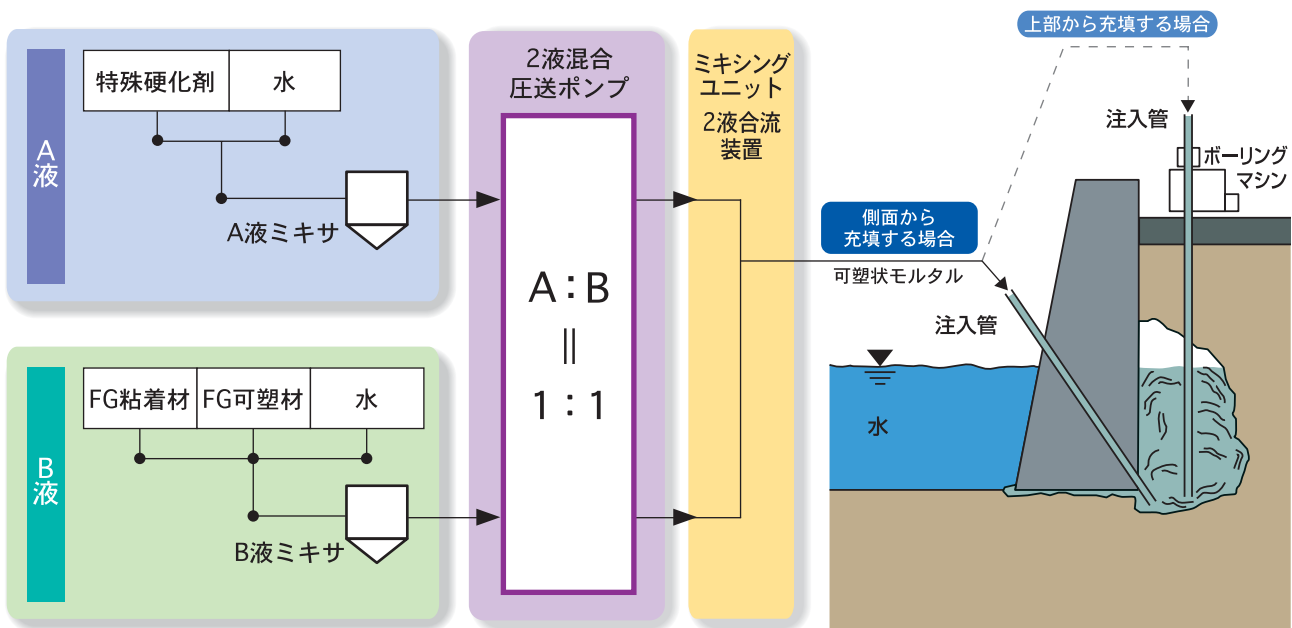 A液
特殊硬化剤
水
A液ミキサ
B液
FG粘着材
FG可塑材
水
B液ミキサ
2液混合
圧送ポンプ
A:B
||
1:1
ミキシング
ユニット
2液合流
装置
上部から充填する場合
注入管
ボーリング
マシン
側面から
充填する場合
可塑状モルタル
注入管
水